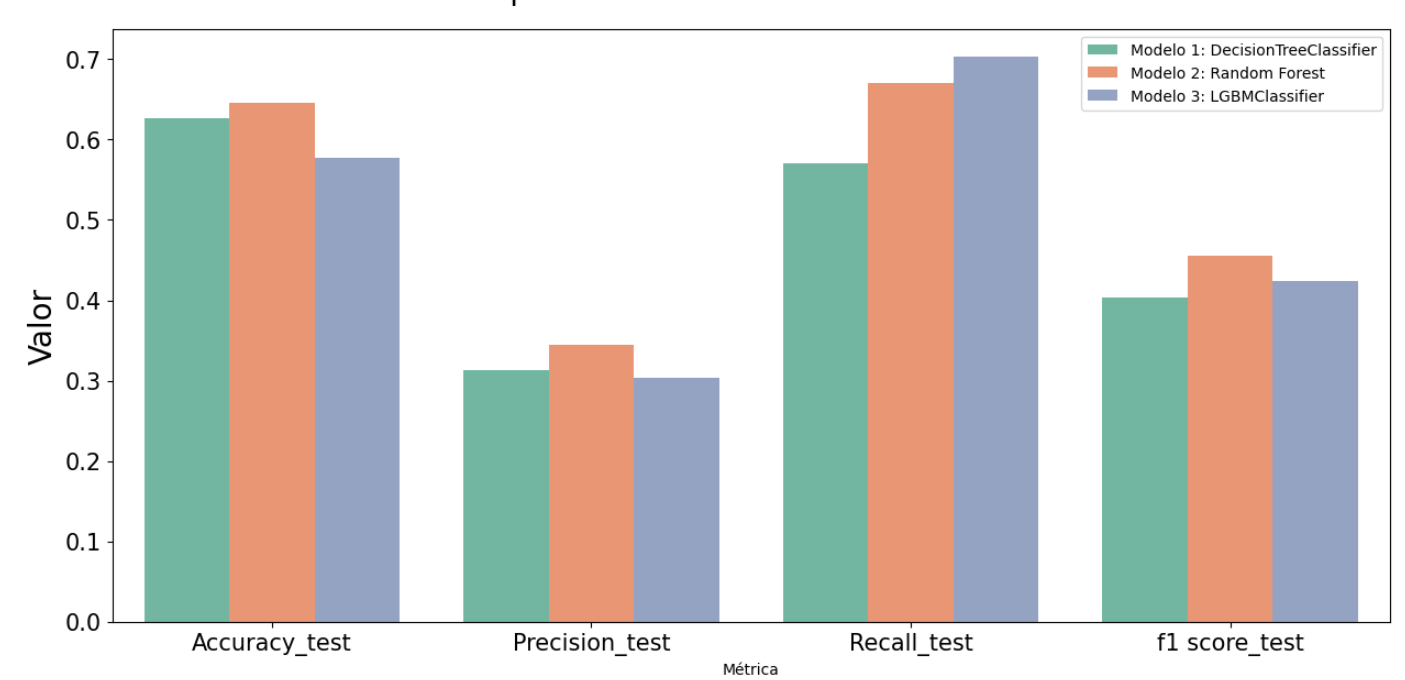 Modelo 1: DecisionTreeClassifier
Modelo 2: Random Forest
Modelo 3: LGBMClassifier
Valor
0.7
0.6
0.5
0.4
0.3
0.2
0.1
0.0
Accuracy_test Precision_test Recall_test f1 score_test
Métrica